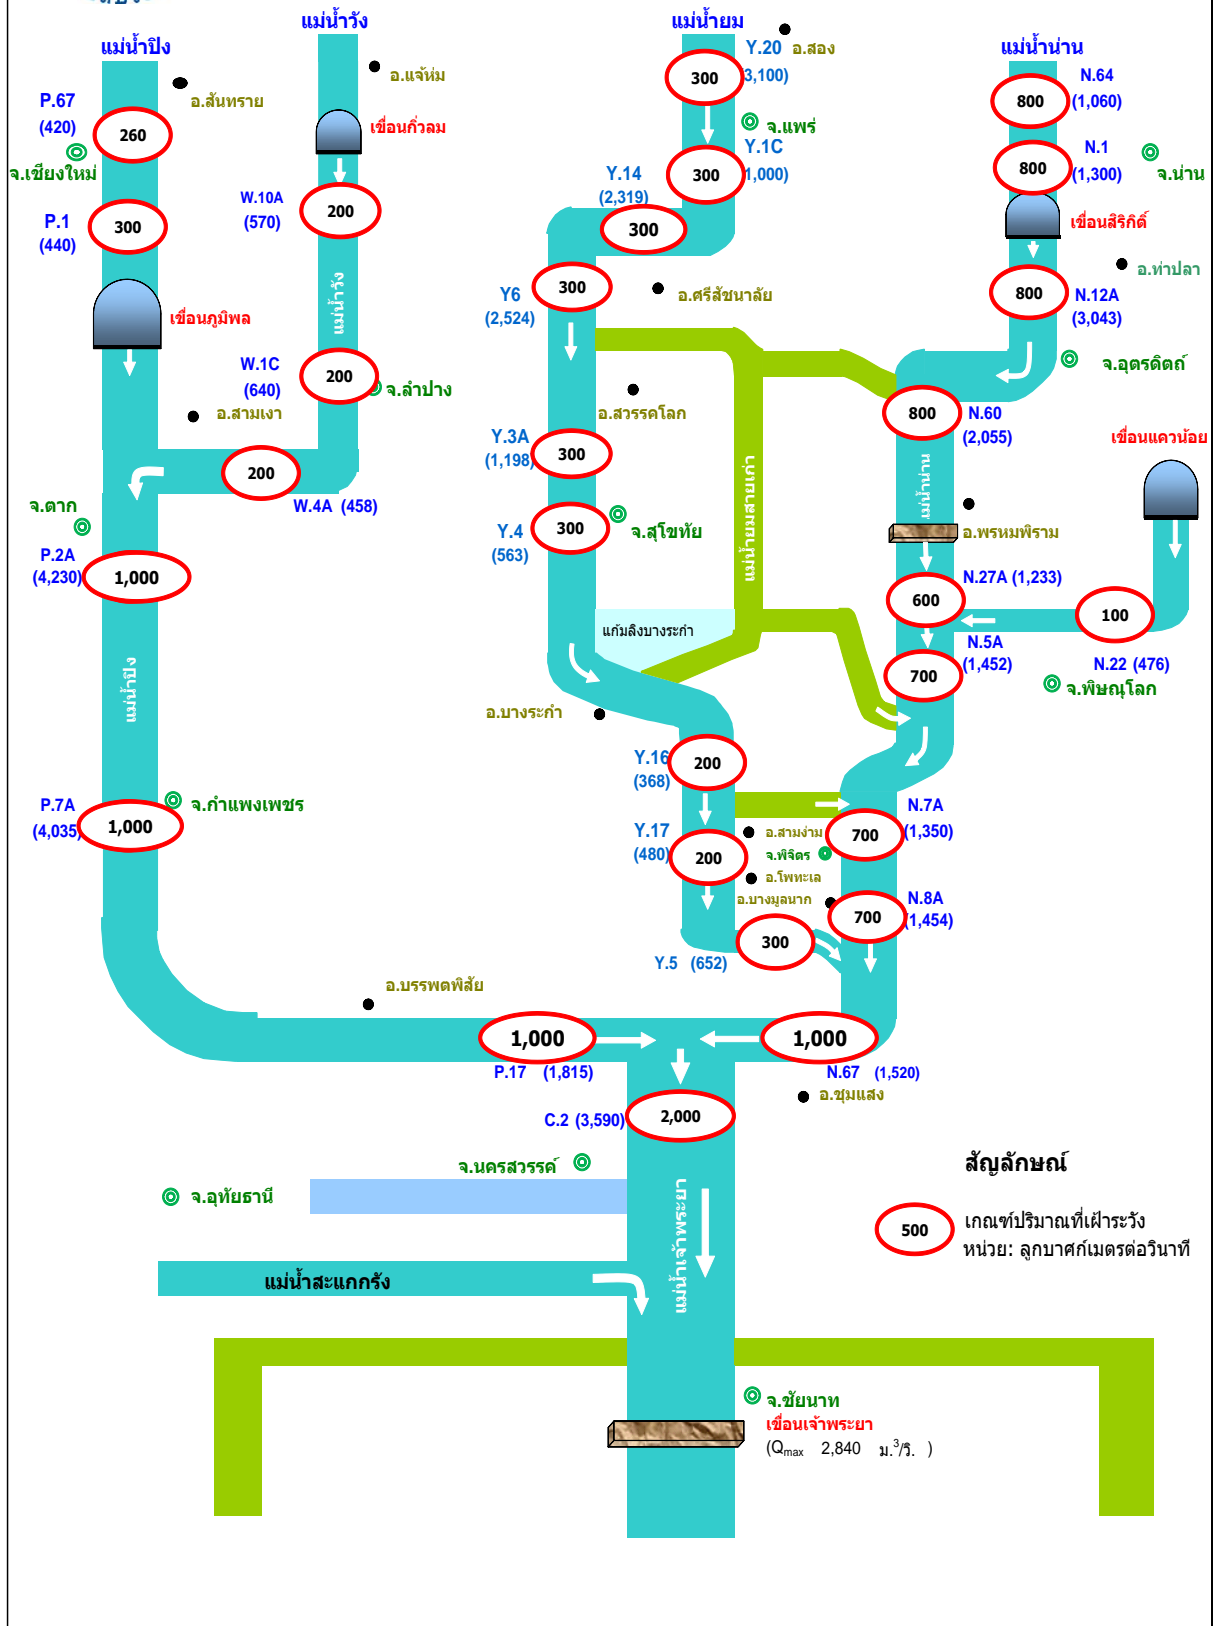 แม่น้ำปิง
แม่น้ำวัง
แม่น้ำยม
แม่น้ำน่าน
P.67
(420)
260
อ.สันทราย
จ.เชียงใหม่
P.1
(440)
300
เขื่อนภูมิพล
อ.แจ้ห่ม
เขื่อนกิ่วลม
W.10A
(570)
200
แม่น้ำวัง
W.1C
(640)
200
จ.ลำปาง
อ.สามเงา
200
W.4A (458)
จ.ตาก
P.2A
(4,230)
1,000
แม่น้ำปิง
P.7A
(4,035)
1,000
จ.กำแพงเพชร
อ.บรรพตพิสัย
1,000
P.17 (1,815)
Y.20
(3,100)
300
อ.สอง
จ.แพร่
Y.1C
(1,000)
300
Y.14
(2,319)
300
Y6
(2,524)
300
อ.ศรีสัชนาลัย
อ.สวรรคโลก
Y.3A
(1,198)
300
Y.4
(563)
300
จ.สุโขทัย
แม่น้ำยมสายเก่า
แก้มลิงบางระกำ
อ.บางระกำ
Y.16
(368)
200
Y.17
(480)
200
อ.สามง่าม
จ.พิจิตร
อ.โพทะเล
อ.บางมูลนาก
300
Y.5 (652)
800
N.64
(1,060)
800
N.1
(1,300)
จ.น่าน
เขื่อนสิริกิติ์
อ.ท่าปลา
800
N.12A
(3,043)
จ.อุตรดิตถ์
800
N.60
(2,055)
เขื่อนแควน้อย
แม่น้ำน่าน
อ.พรหมพิราม
N.27A (1,233)
600
100
N.22 (476)
N.5A
(1,452)
700
จ.พิษณุโลก
N.7A
(1,350)
700
N.8A
(1,454)
700
1,000
N.67 (1,520)
อ.ชุมแสง
C.2 (3,590)
2,000
จ.นครสวรรค์
จ.อุทัยธานี
แม่น้ำเจ้าพระยา
แม่น้ำสะแกกรัง
สัญลักษณ์
500
เกณฑ์ปริมาณที่เฝ้าระวัง
หน่วย: ลูกบาศก์เมตรต่อวินาที
จ.ชัยนาท
เขื่อนเจ้าพระยา
(Qmax 2,840 ม.3/วิ. )